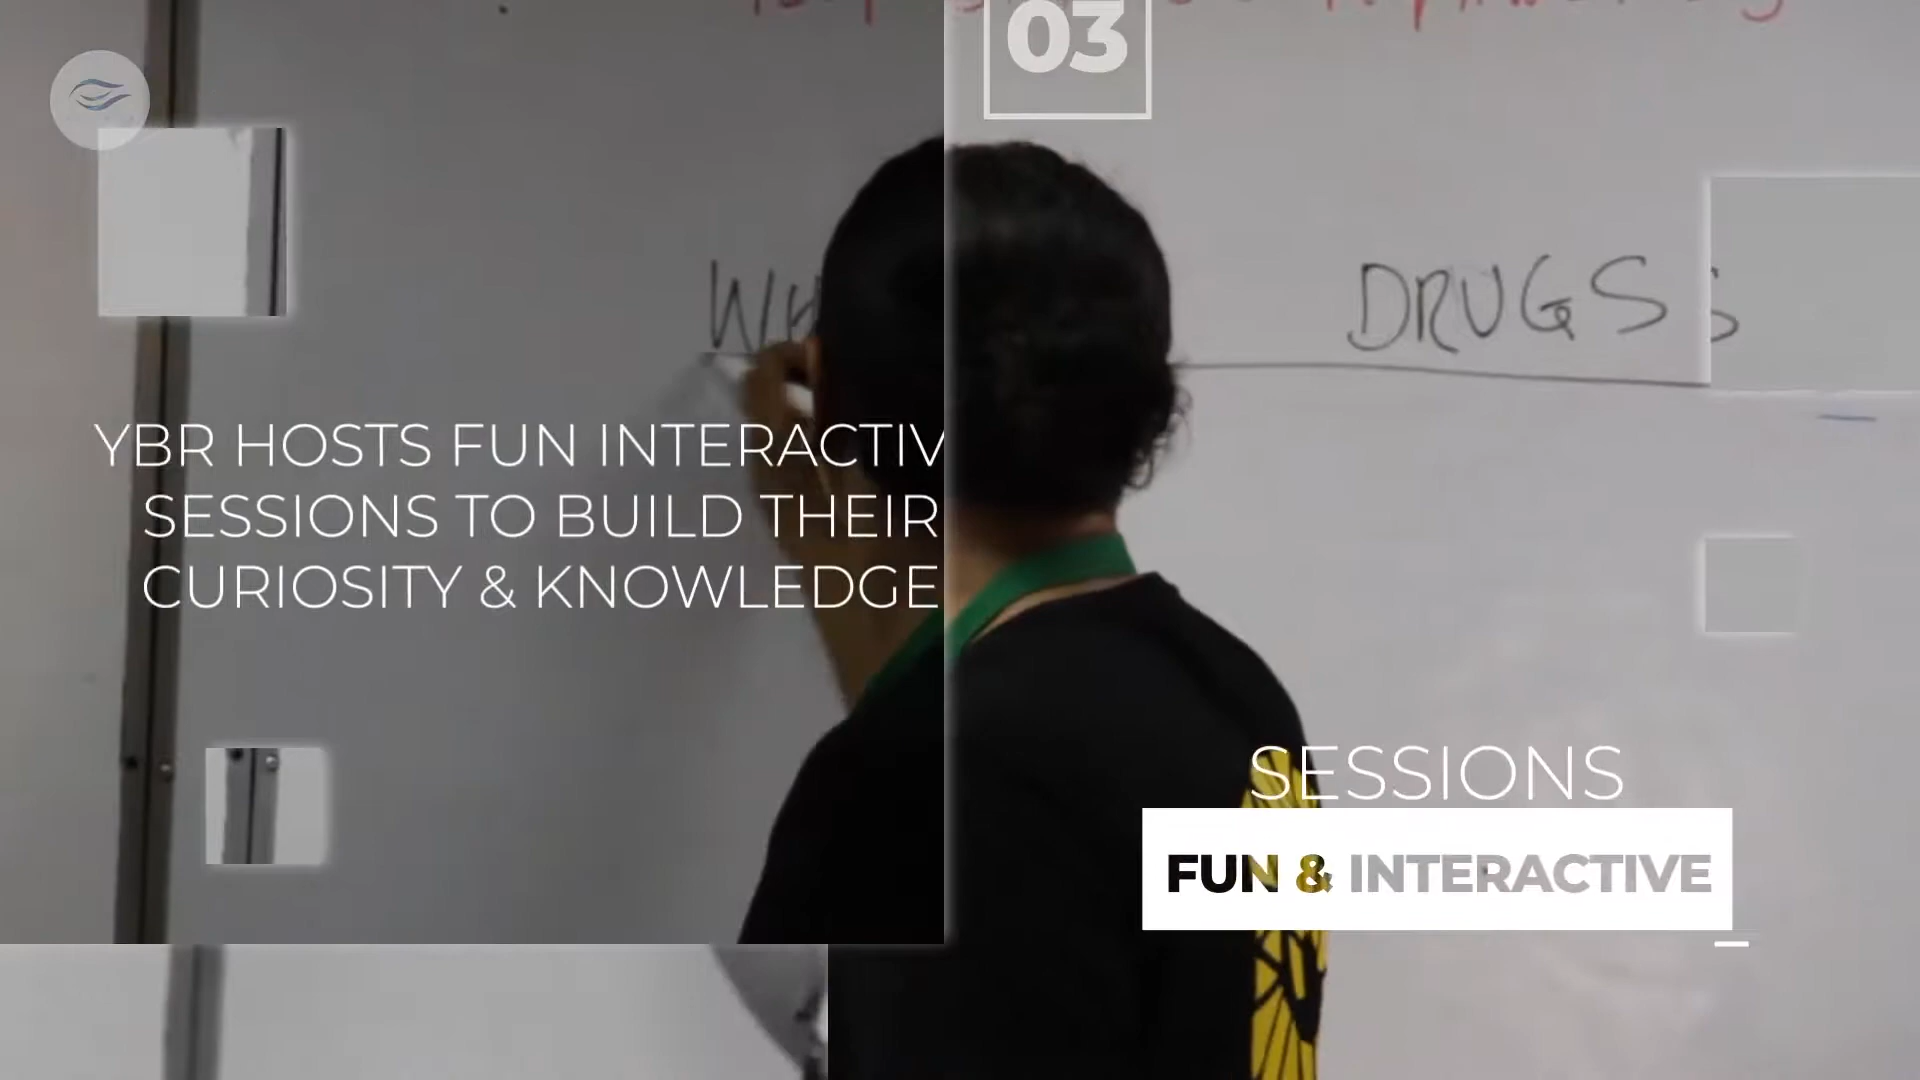 03
DRUGS
YBR HOSTS FUN INTERACTIV
SESSIONS TO BUILD THEIR
CURIOSITY & KNOWLEDGE
SESSIONS
FUN & INTERACTIVE